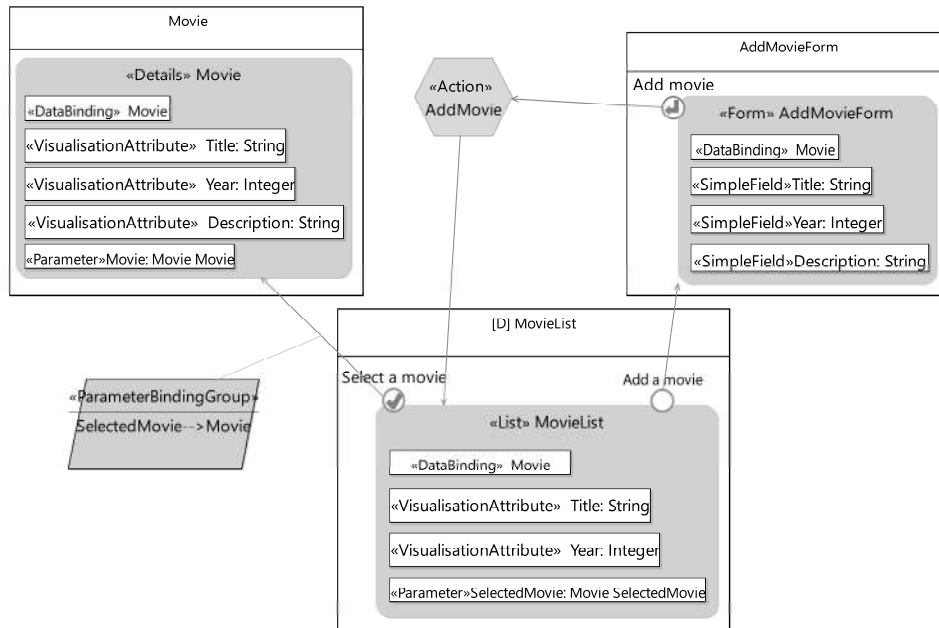 Movie
«Details» Movie
«DataBinding» Movie
«VisualisationAttribute» Title: String
«VisualisationAttribute» Year: Integer
«VisualisationAttribute» Description: String
«Parameter»Movie: Movie Movie
«Action»
AddMovie
AddMovieForm
Add movie
«Form» AddMovieForm
«DataBinding» Movie
«SimpleField»Title: String
«SimpleField»Year: Integer
«SimpleField»Description: String
«ParameterBindingGroup»
SelectedMovie-->Movie
[D] MovieList
Select a movie
Add a movie
«List» MovieList
«DataBinding» Movie
«VisualisationAttribute» Title: String
«VisualisationAttribute» Year: Integer
«Parameter»SelectedMovie: Movie SelectedMovie